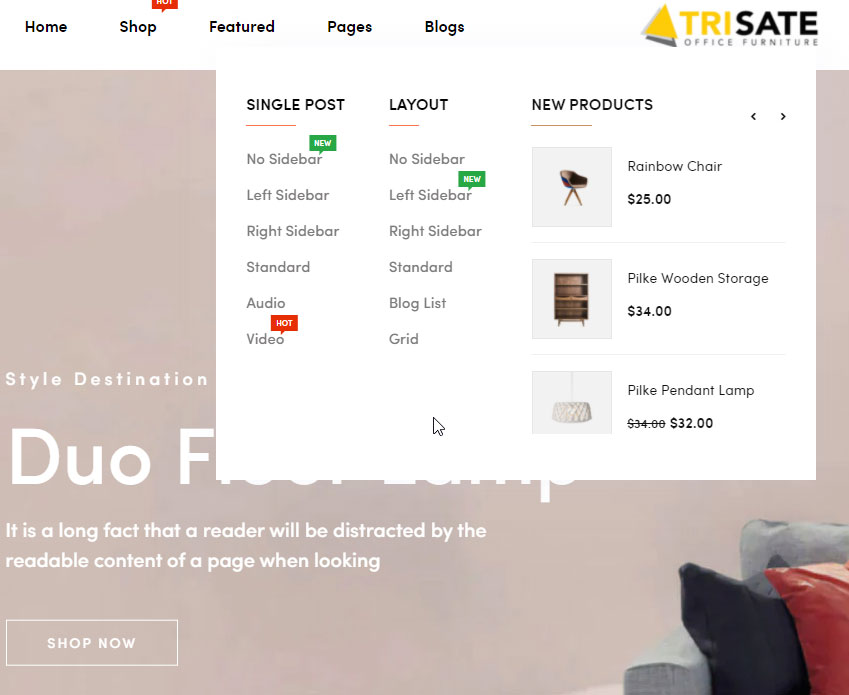 HOT
Home Shop Featured Pages Blogs
TRISATE
OFFICE FURNITURE
SINGLE POST
NEW
No Sidebar
Left Sidebar
Right Sidebar
Standard
Audio
HOT
Video
LAYOUT
No Sidebar
NEW
Left Sidebar
Right Sidebar
Standard
Blog List
Grid
NEW PRODUCTS
Rainbow Chair
$25.00
Pilke Wooden Storage
$34.00
Pilke Pendant Lamp
$34.00 $32.00
Style Destination
Duo Floor Lamp
It is a long fact that a reader will be distracted by the
readable content of a page when looking
SHOP NOW